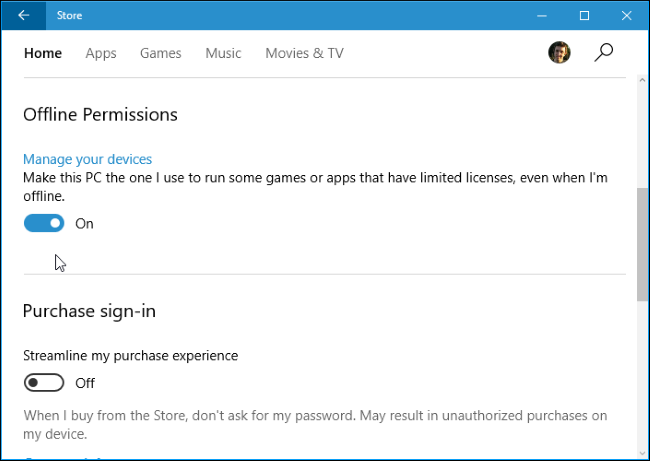 Store
Home Apps Games Music Movies & TV
Offline Permissions
Manage your devices
Make this PC the one I use to run some games or apps that have limited licenses, even when I'm
offline.
On
Purchase sign-in
Streamline my purchase experience
Off
When I buy from the Store, don't ask for my password. May result in unauthorized purchases on
my device.